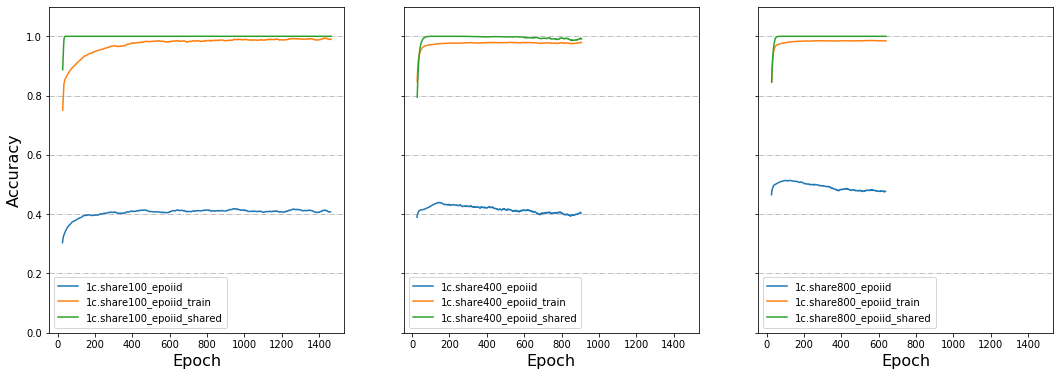 Accuracy
1.0
0.8
0.6
0.4
0.2
0.0
1c.share100_epoiid
1c.share100_epoiid_train
1c.share100_epoiid_shared
0 200 400 600 800 1000 1200 1400
Epoch
1c.share400_epoiid
1c.share400_epoiid_train
1c.share400_epoiid_shared
0 200 400 600 800 1000 1200 1400
Epoch
1c.share800_epoiid
1c.share800_epoiid_train
1c.share800_epoiid_shared
0 200 400 600 800 1000 1200 1400
Epoch